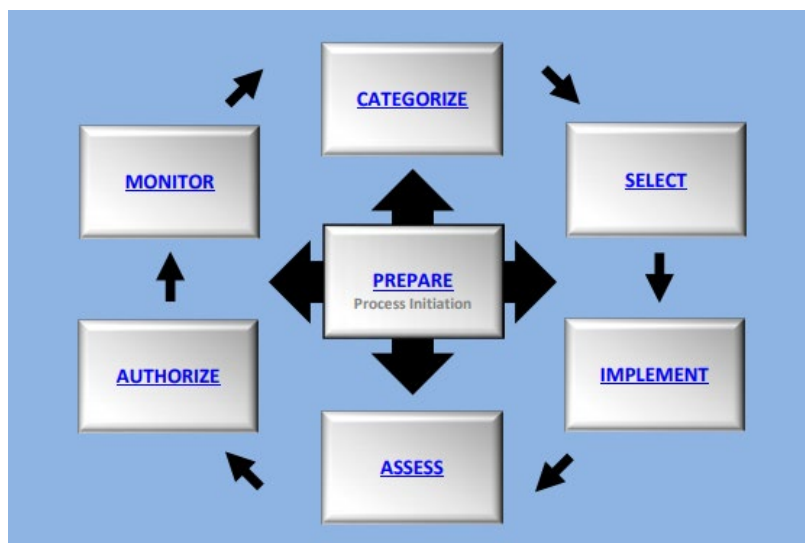 CATEGORIZE
MONITOR
SELECT
PREPARE
Process Initiation
AUTHORIZE
IMPLEMENT
ASSESS